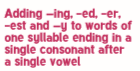 Adding –ing, –ed, –er,
–est and –y to words of
one syllable ending in a
single consonant after
a single vowel